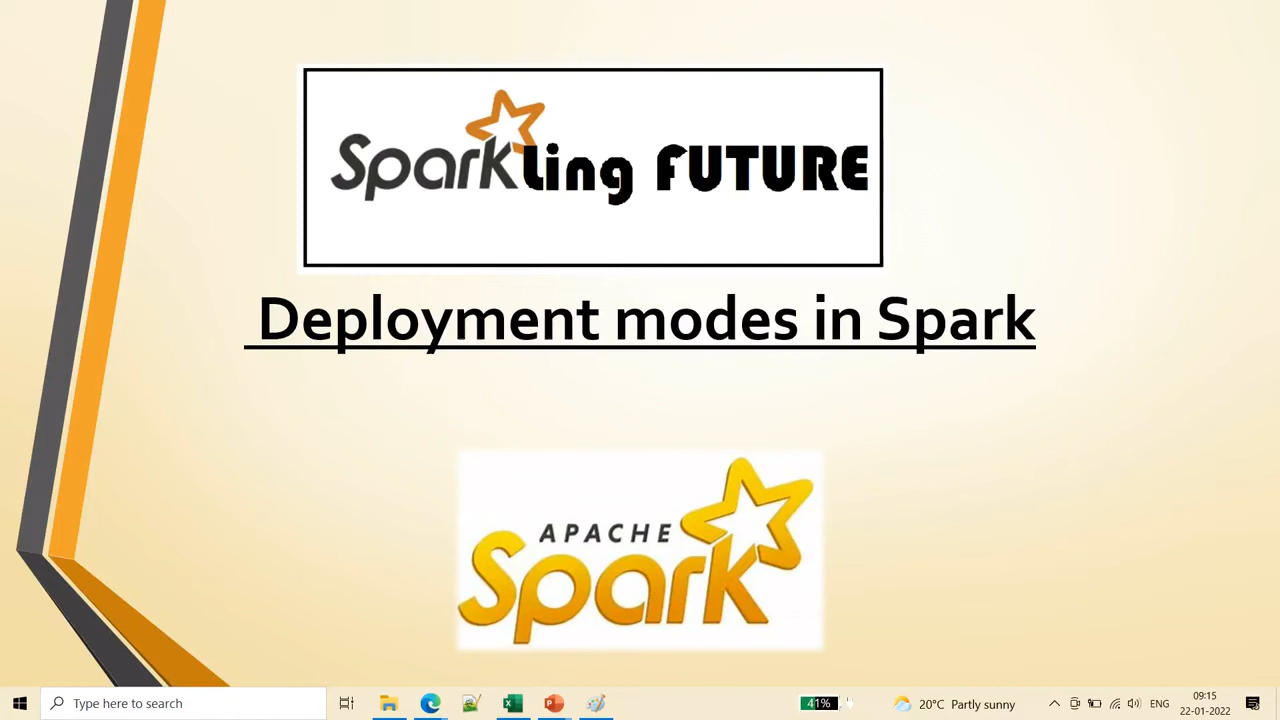 SparkLing FUTURE
Deployment modes in Spark
APACHE
Spark
Type here to search
41%
20°C Partly sunny
ENG
09:15
22-01-2022